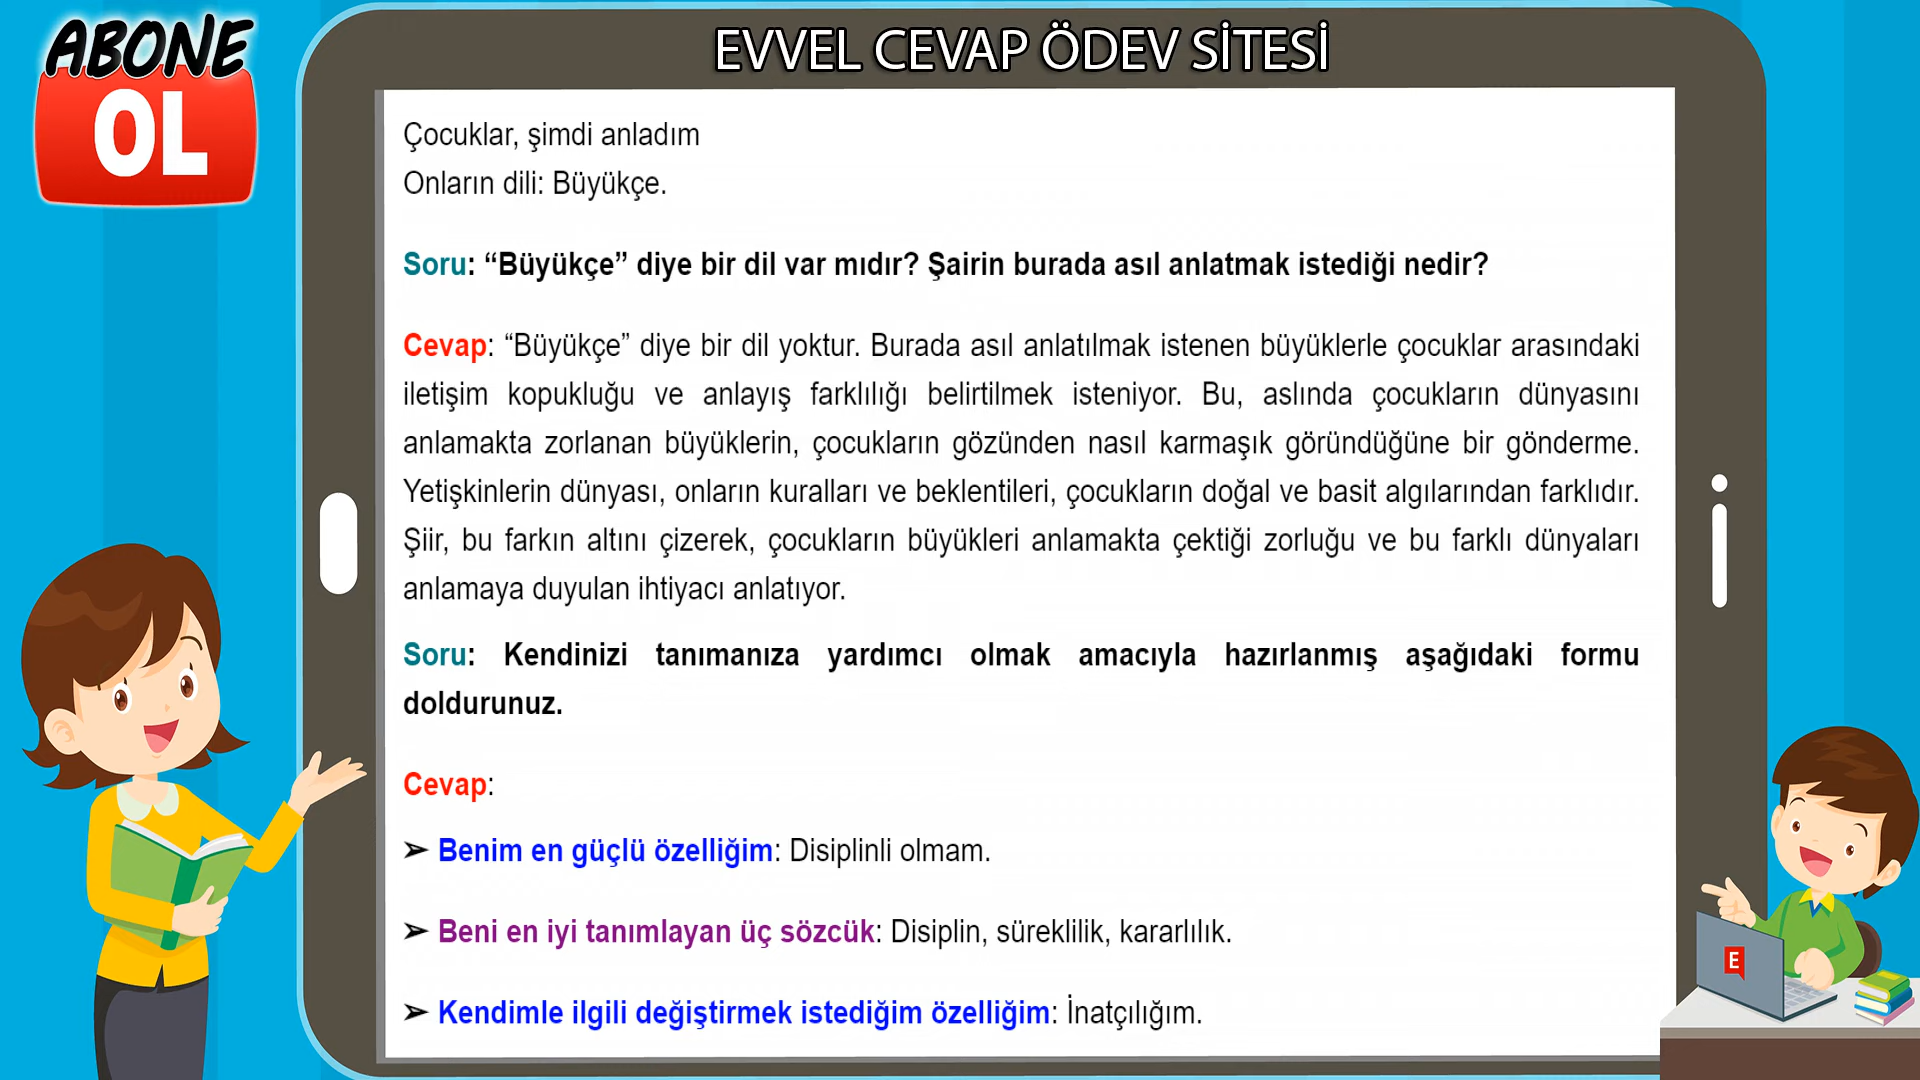 ABONE
OL
EVVEL CEVAP ÖDEV SİTESİ
Çocuklar, şimdi anladım
Onların dili: Büyükçe.
Soru: “Büyükçe” diye bir dil var mıdır? Şairin burada asıl anlatmak istediği nedir?
Cevap: “Büyükçe” diye bir dil yoktur. Burada asıl anlatılmak istenen büyüklerle çocuklar arasındaki
iletişim kopukluğu ve anlayış farklılığı belirtilmek isteniyor. Bu, aslında çocukların dünyasını
anlamakta zorlanan büyüklerin, çocukların gözünden nasıl karmaşık göründüğüne bir gönderme.
Yetişkinlerin dünyası, onların kuralları ve beklentileri, çocukların doğal ve basit algılarından farklıdır.
Şiir, bu farkın altını çizerek, çocukların büyükleri anlamakta çektiği zorluğu ve bu farklı dünyaları
anlamaya duyulan ihtiyacı anlatıyor.
Soru: Kendinizi tanımanıza yardımcı olmak amacıyla hazırlanmış aşağıdaki formu
doldurunuz.
Cevap:
➢ Benim en güçlü özelliğim: Disiplinli olmam.
➢ Beni en iyi tanımlayan üç sözcük: Disiplin, süreklilik, kararlılık.
➢ Kendimle ilgili değiştirmek istediğim özelliğim: İnatçılığım.
E